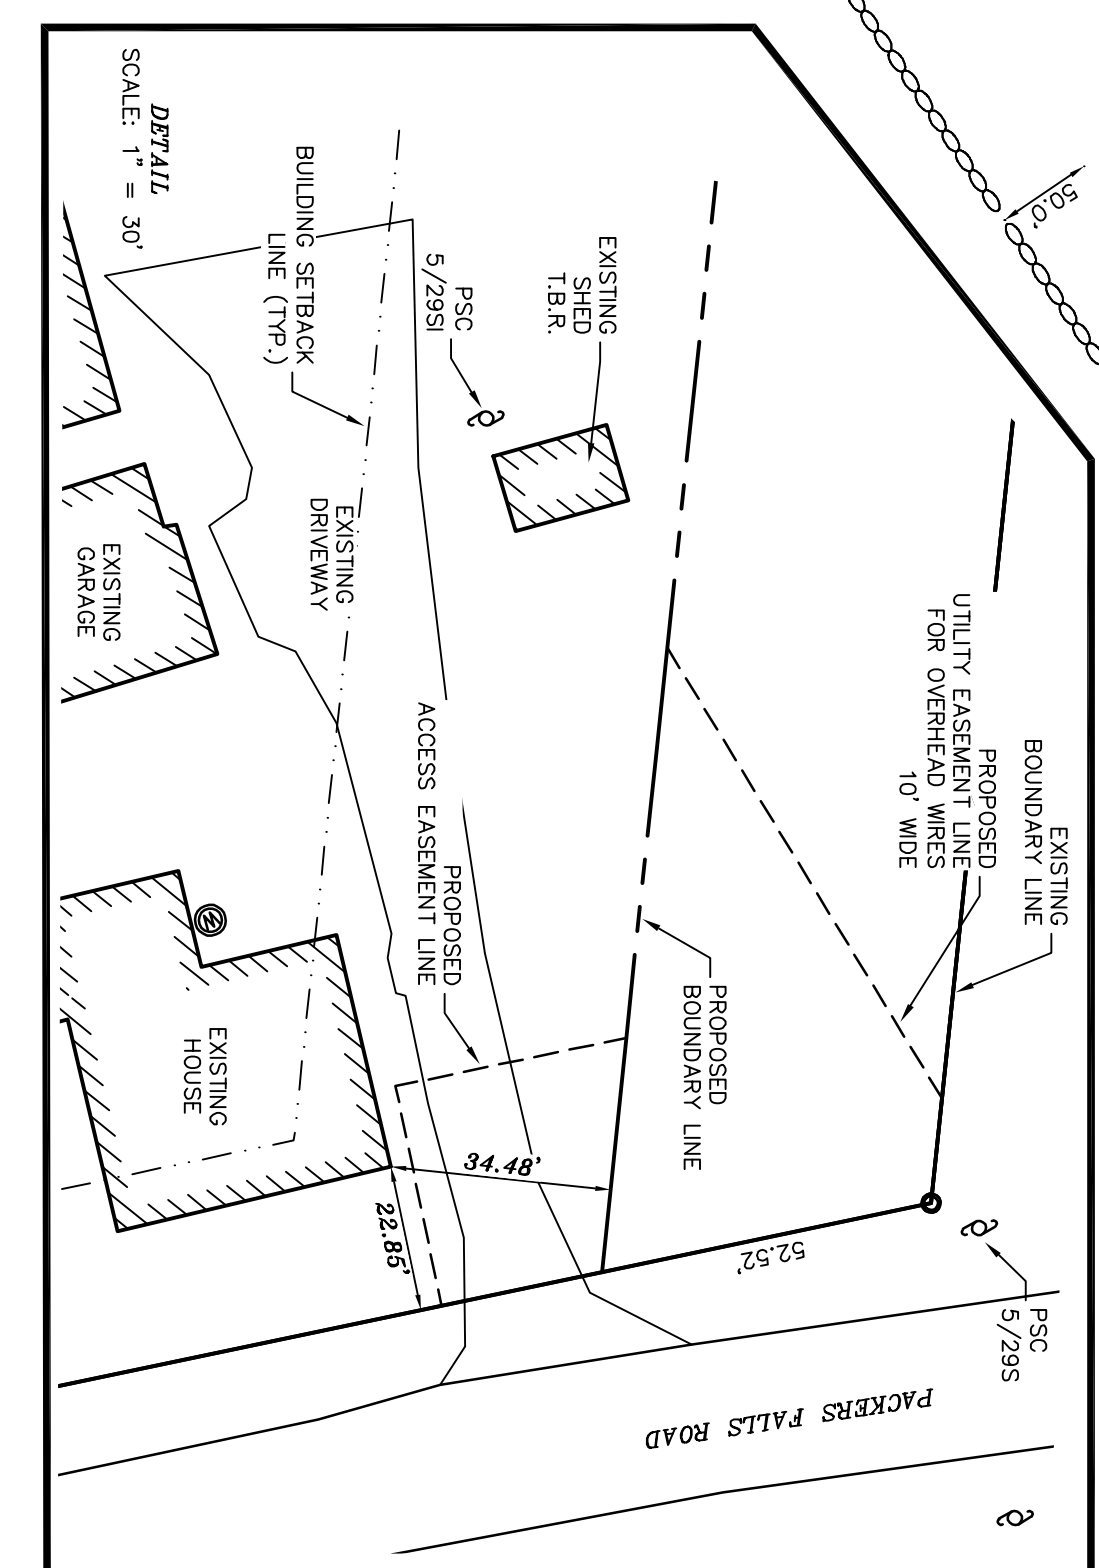 50.0'
EXISTING
BOUNDARY LINE
PROPOSED
UTILITY EASEMENT LINE
FOR OVERHEAD WIRES
10' WIDE
PSC
5/29S
PROPOSED
BOUNDARY LINE
52.52'
PACKERS FALLS ROAD
EXISTING
SHED
T.B.R.
PSC
5/29S1
PROPOSED
ACCESS EASEMENT LINE
34.48'
22.85'
EXISTING
DRIVEWAY
BUILDING SETBACK
LINE (TYP.)
W
EXISTING
HOUSE
EXISTING
GARAGE
DETAIL
SCALE: 1" = 30'